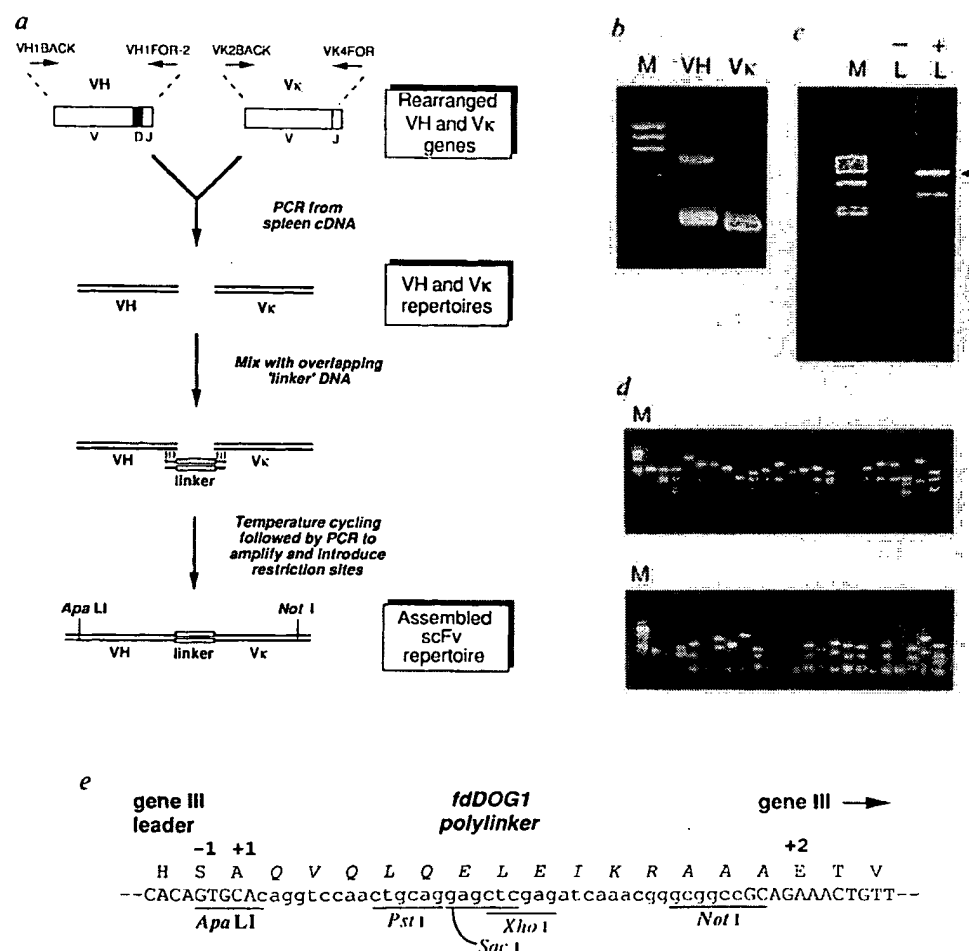 a
VH1BACK VH1FOR-2 VK2BACK VK4FOR
VH Vκ
V D J V J
Rearranged
VH and Vκ
genes
PCR from
spleen cDNA
VH Vκ
VH and Vκ
repertoires
Mix with overlapping
'linker' DNA
VH Vκ
linker
Temperature cycling
followed by PCR to
amplify and introduce
restriction sites
Apa LI Not I
VH linker Vκ
Assembled
scFv
repertoire
b
M VH Vκ
c
− +
M L L
d
M
M
e
gene III
leader
fdDOG1
polylinker
gene III
-1 +1 +2
H S A Q V Q L Q E L E I K R A A A E T V
--CACAGTGCAcaggtccaactgcaggagctcgagatcaaacgggcggccGCAGAAACTGTT--
Apa LI Pst I Xho I Not I
Sac I